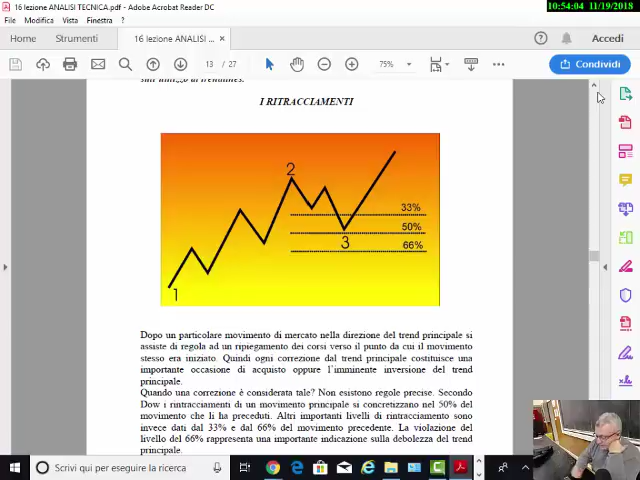 16 lezione ANALISI TECNICA.pdf - Adobe Acrobat Reader DC
10:54:04 11/19/2018
File Modifica Vista Finestra ?
Home Strumenti 16 lezione ANALISI ... × Accedi
13 / 27 75% Condividi
sull'utilizzo di trendlines.
I RITRACCIAMENTI
2
33%
50%
3
66%
1
Dopo un particolare movimento di mercato nella direzione del trend principale si
assiste di regola ad un ripiegamento dei corsi verso il punto da cui il movimento
stesso era iniziato. Quindi ogni correzione dal trend principale costituisce una
importante occasione di acquisto oppure l'imminente inversione del trend
principale.
Quando una correzione è considerata tale? Non esistono regole precise. Secondo
Dow i ritracciamenti di un movimento principale si concretizzano nel 50% del
movimento che li ha preceduti. Altri importanti livelli di ritracciamento sono
invece dati dal 33% e dal 66% del movimento precedente. La violazione del
livello del 66% rappresenta una importante indicazione sulla debolezza del trend
principale.
Scrivi qui per eseguire la ricerca